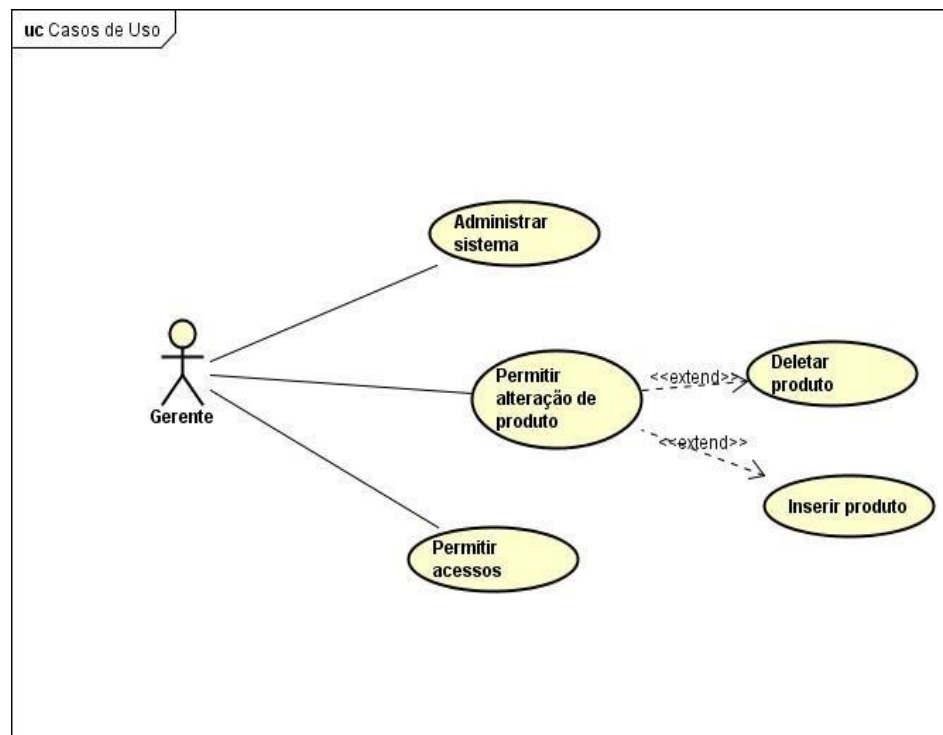 uc Casos de Uso
Administrar
sistema
Gerente
Permitir
alteração de
produto
<<extend>>
Deletar
produto
<<extend>>
Inserir produto
Permitir
acessos